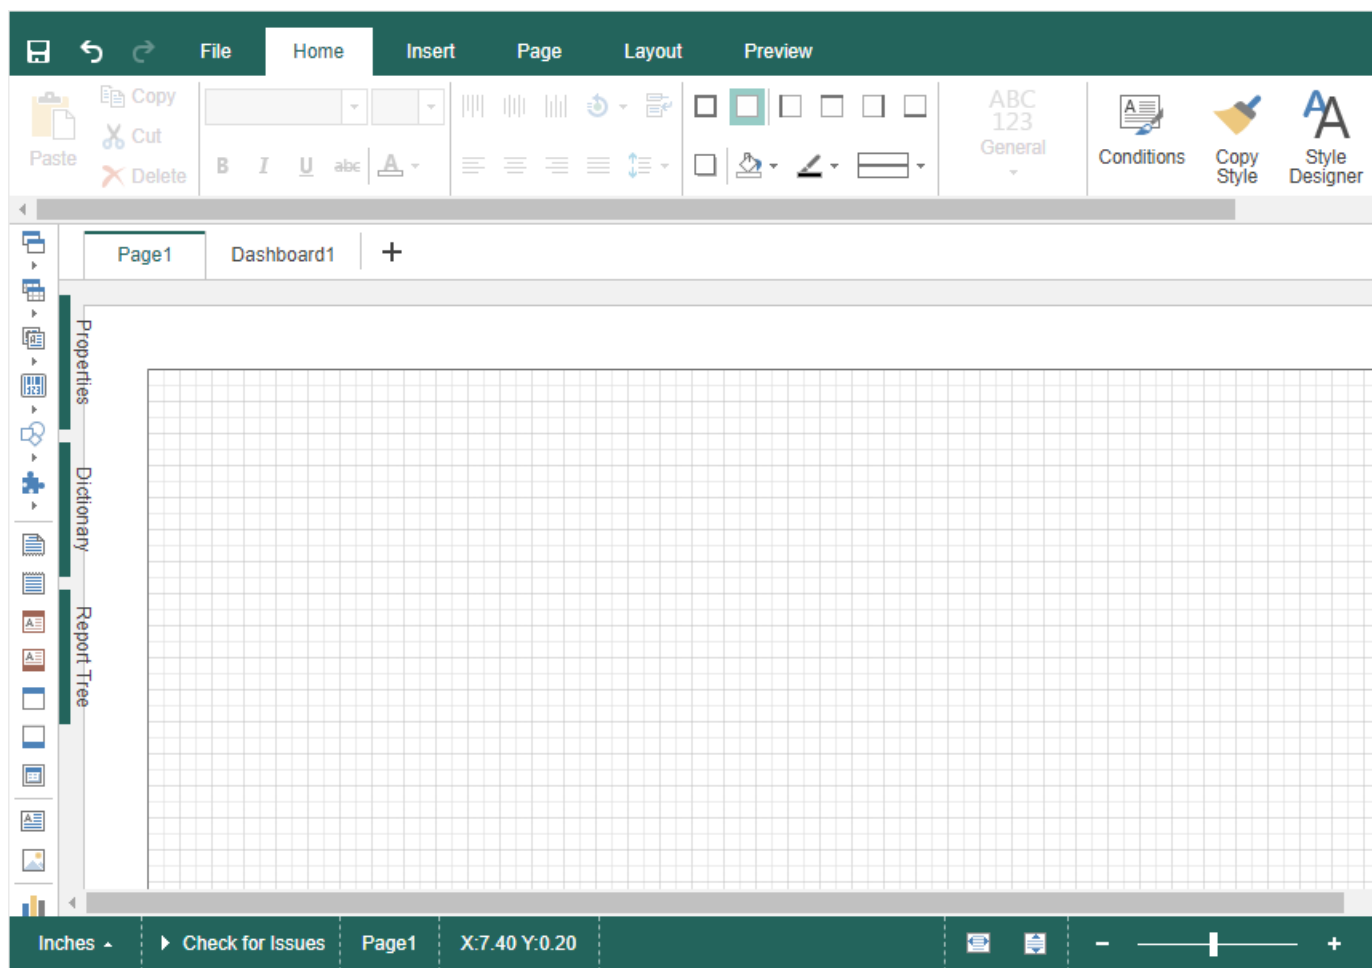 File Home Insert Page Layout Preview
Paste
Copy
Cut
Delete
B I U abc A
ABC
123
General
Conditions
Copy
Style
Style
Designer
Page1 Dashboard1
Properties
Dictionary
Report Tree
Inches Check for Issues Page1 X:7.40 Y:0.20